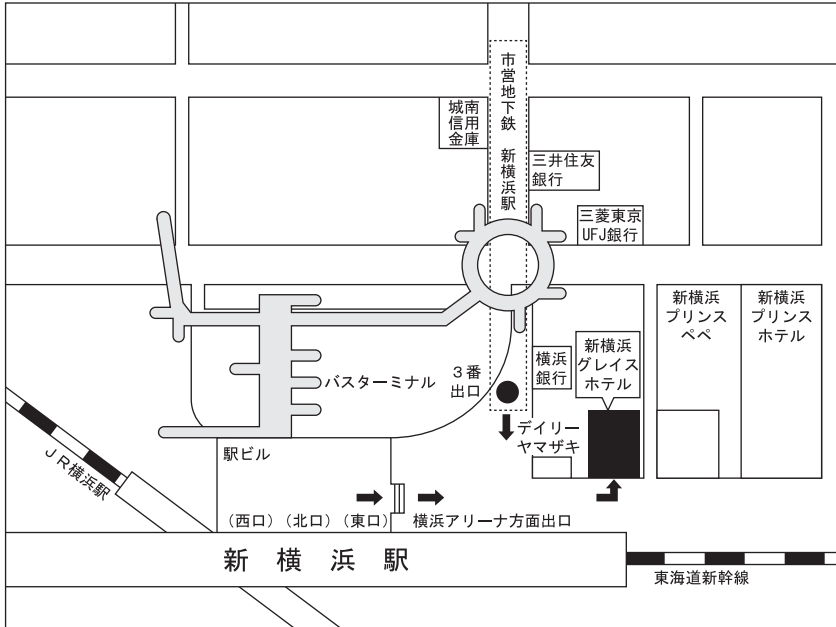 市営地下鉄 新横浜駅
城南
信用
金庫
三井住友
銀行
三菱東京
UFJ銀行
新横浜
プリンス
ペペ
新横浜
プリンス
ホテル
新横浜
グレイス
ホテル
横浜
銀行
3番
出口
バスターミナル
デイリー
ヤマザキ
駅ビル
JR横浜駅
(西口)(北口)(東口)
横浜アリーナ方面出口
新横浜駅
東海道新幹線